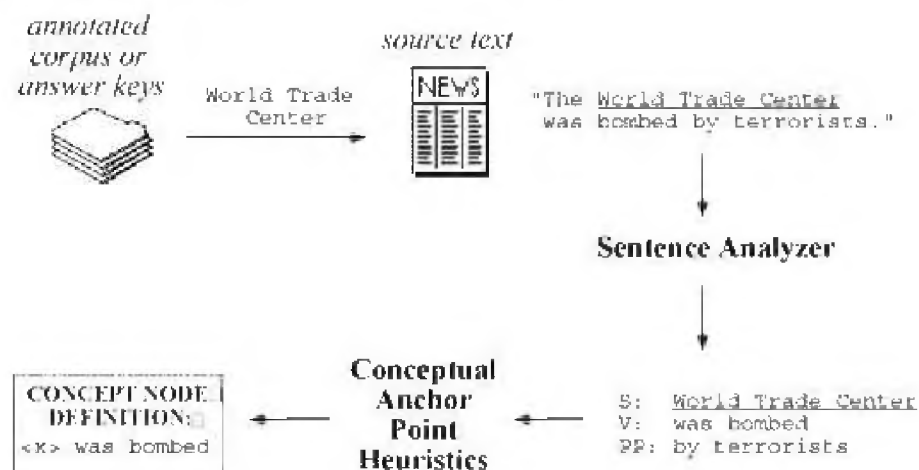 annotated
corpus or
answer keys
World Trade
Center
source text
NEWS
"The World Trade Center
was bombed by terrorists."
Sentence Analyzer
S: World Trade Center
V: was bombed
PP: by terrorists
Conceptual
Anchor
Point
Heuristics
CONCEPT NODE
DEFINITION:
<x> was bombed